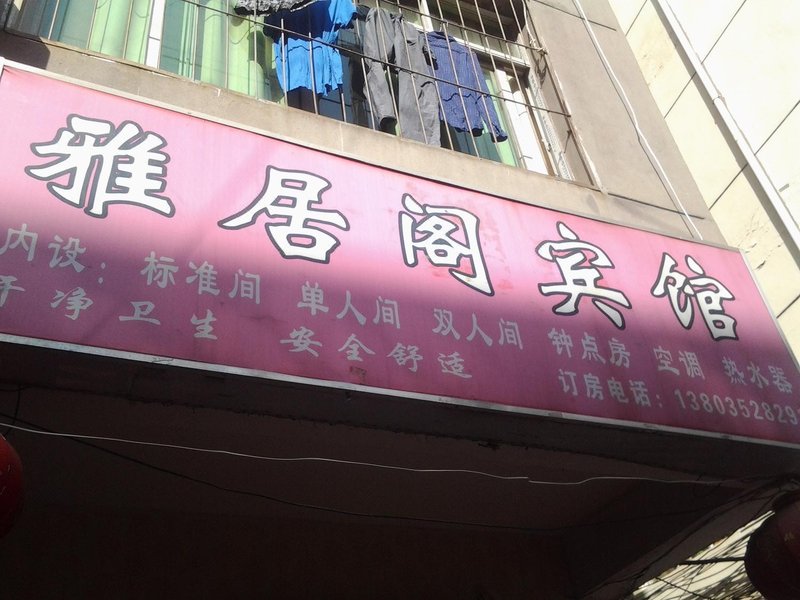 雅居阁宾馆
内设：标准间 单人间 双人间 钟点房 空调 热水器
干净卫生 安全舒适
订房电话：1380352829